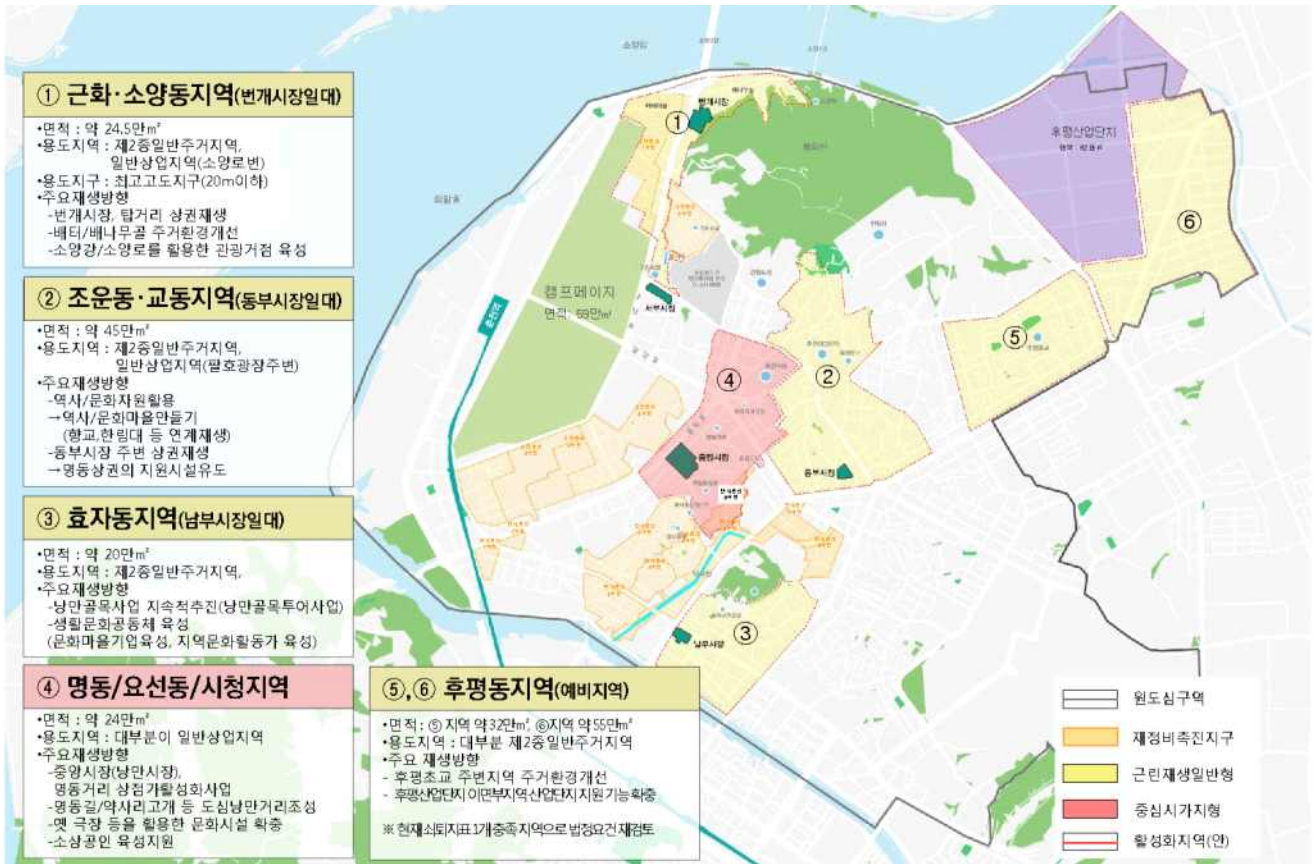 ① 근화·소양동지역(번개시장일대)
•면적 : 약 24.5만㎡
•용도지역 : 제2종일반주거지역,
일반상업지역(소양로변)
•용도지구 : 최고고도지구(20m이하)
•주요재생방향
-번개시장, 탑거리 상권재생
-배터/배나무골 주거환경개선
-소양강/소양로를 활용한 관광거점 육성
② 조운동·교동지역(동부시장일대)
•면적 : 약 45만㎡
•용도지역 : 제2종일반주거지역,
일반상업지역(팔호광장주변)
•주요재생방향
-역사/문화자원활용
→역사/문화마을만들기
(향교,한림대 등 연계재생)
-동부시장 주변 상권재생
→명동상권의 지원시설유도
③ 효자동지역(남부시장일대)
•면적 : 약 20만㎡
•용도지역 : 제2종일반주거지역,
•주요재생방향
-낭만골목사업 지속적추진(낭만골목투어사업)
-생활문화공동체 육성
(문화마을기업육성, 지역문화활동가 육성)
④ 명동/요선동/시청지역
•면적 : 약 24만㎡
•용도지역 : 대부분이 일반상업지역
•주요재생방향
-중앙시장(낭만시장),
명동거리 상점가활성화사업
-명동길/약사리고개 등 도심낭만거리조성
-옛 극장 등을 활용한 문화시설 확충
-소상공인 육성지원
⑤,⑥ 후평동지역(예비지역)
•면적 : ⑤지역 약32만㎡, ⑥지역 약55만㎡
•용도지역 : 대부분 제2종일반주거지역
•주요 재생방향
- 후평초교 주변지역 주거환경개선
- 후평산업단지 이면부지역 산업단지 지원 기능 확충
※ 현재 쇠퇴지표 1개충족 지역으로 법정요건 재검토
소양강
번개시장
①
후평산업단지
⑥
캠프페이지
면적: 59만㎡
서부시장
춘천역
⑤
④
②
중앙시장
동부시장
③
남부시장
원도심구역
재정비촉진지구
근린재생일반형
중심시가지형
활성화지역(안)